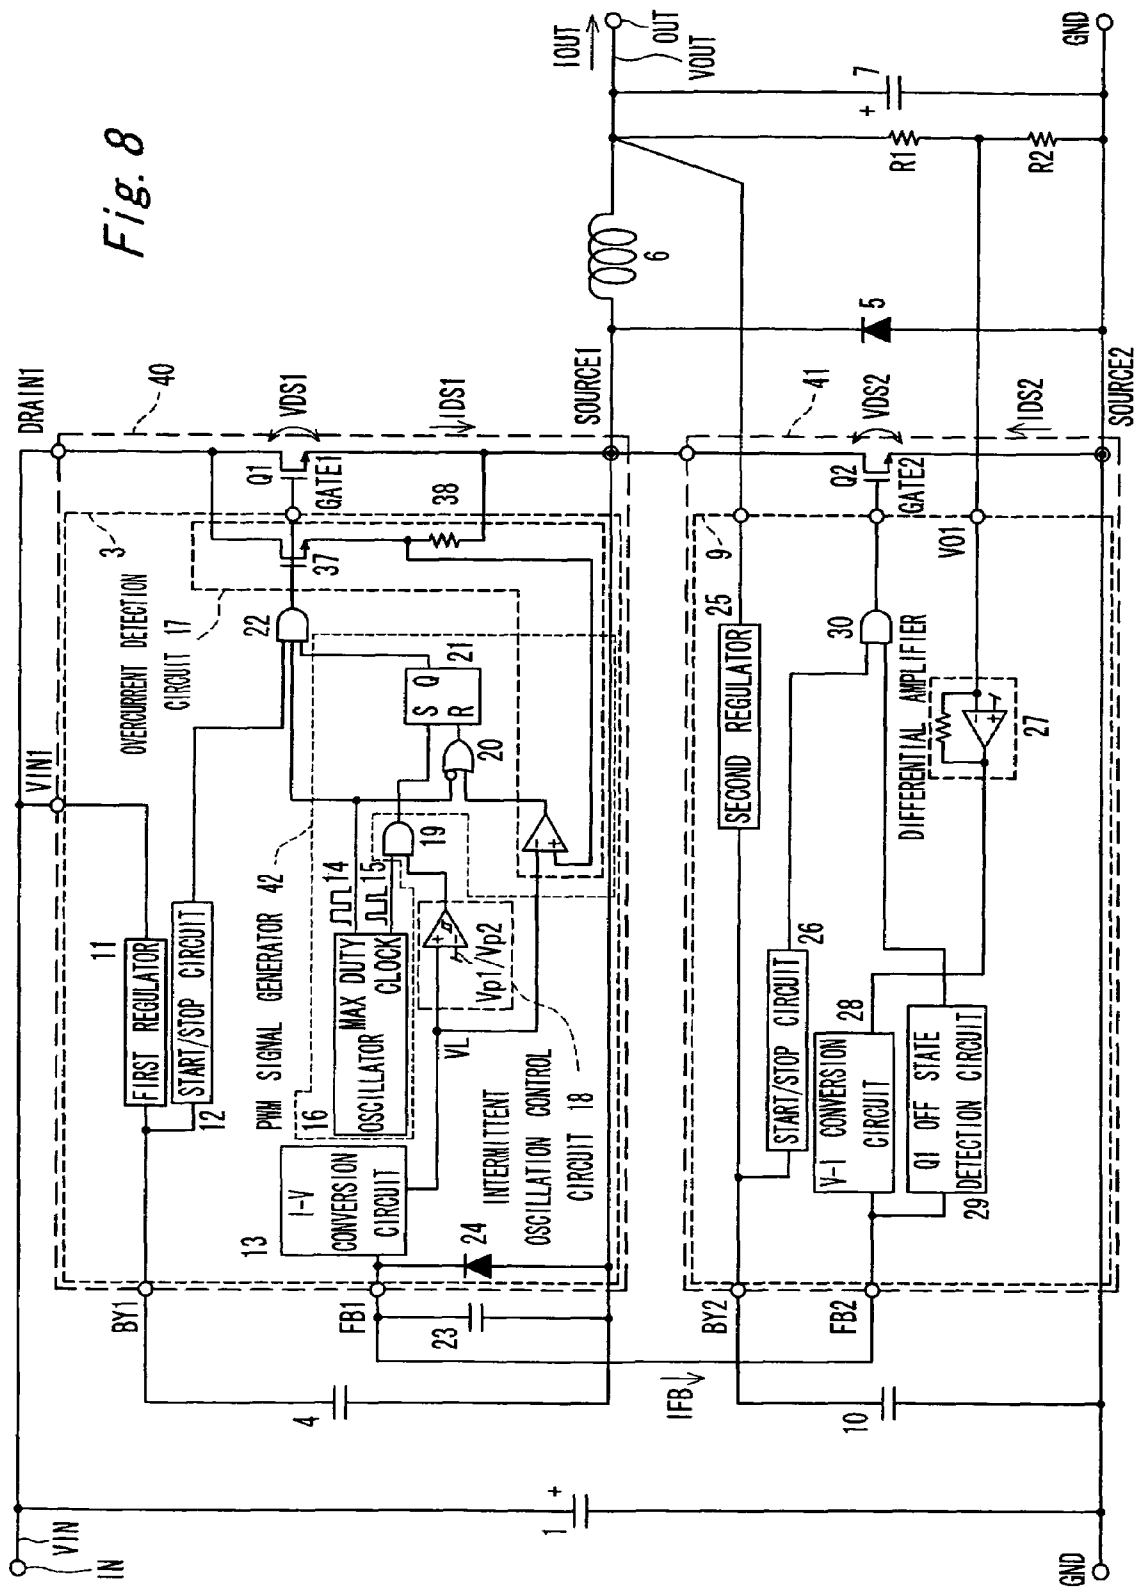 Fig. 8
IN
VIN
GND
1
+
4
10
IFB
BY1
FB1
23
BY2
FB2
VIN1
DRAIN1
40
3
11
FIRST REGULATOR
12
START/STOP CIRCUIT
OVERCURRENT DETECTION
CIRCUIT 17
PWM SIGNAL GENERATOR 42
13
I-V
CONVERSION
CIRCUIT
24
16
OSCILLATOR
MAX DUTY
CLOCK
14
15
Vp1/Vp2
+
-
VL
INTERMITTENT
OSCILLATION CONTROL
CIRCUIT 18
19
20
S
Q
R
21
22
-
+
37
38
Q1
GATE1
VDS1
IDS1
SOURCE1
5
6
IOUT
OUT
VOUT
7
+
R1
R2
GND
41
9
25
SECOND REGULATOR
26
START/STOP CIRCUIT
28
V-I
CONVERSION
CIRCUIT
29
Q1 OFF STATE
DETECTION CIRCUIT
DIFFERENTIAL AMPLIFIER
-
+
27
30
VO1
Q2
GATE2
VDS2
IDS2
SOURCE2